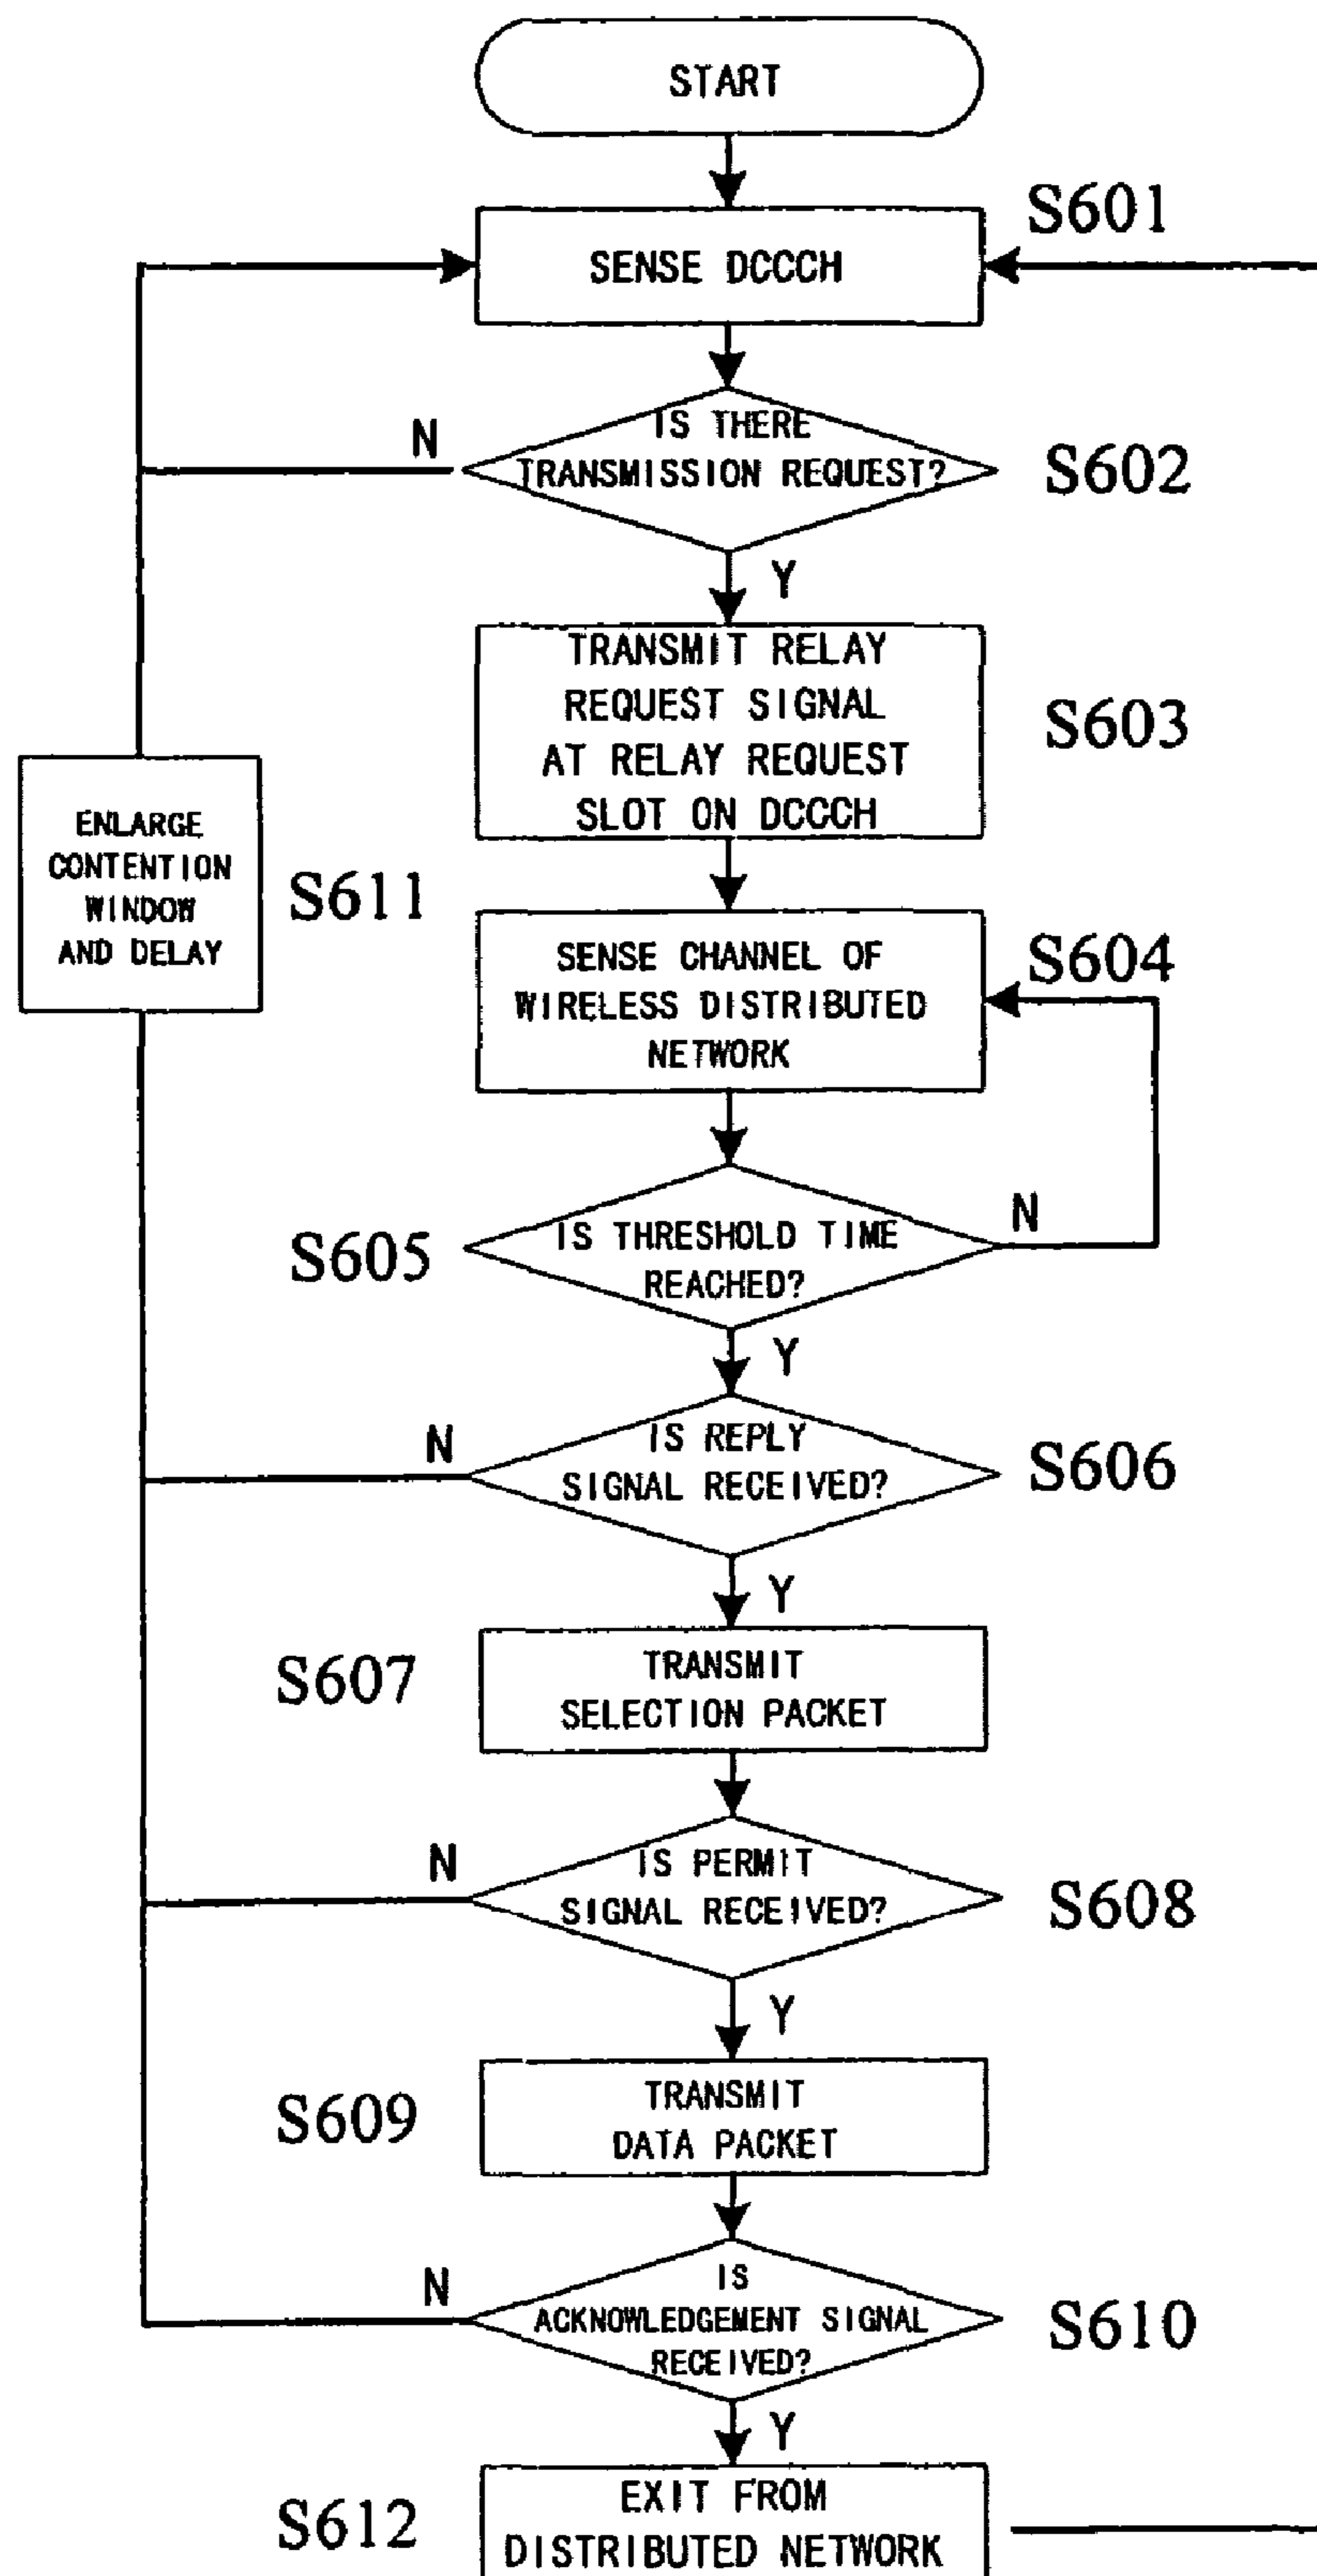 START
S601
SENSE DCCCH
N
IS THERE
TRANSMISSION REQUEST?
S602
Y
TRANSMIT RELAY
REQUEST SIGNAL
AT RELAY REQUEST
SLOT ON DCCCH
S603
ENLARGE
CONTENTION
WINDOW
AND DELAY
S611
SENSE CHANNEL OF
WIRELESS DISTRIBUTED
NETWORK
S604
S605
IS THRESHOLD TIME
REACHED?
N
Y
N
IS REPLY
SIGNAL RECEIVED?
S606
Y
S607
TRANSMIT
SELECTION PACKET
N
IS PERMIT
SIGNAL RECEIVED?
S608
Y
S609
TRANSMIT
DATA PACKET
N
IS
ACKNOWLEDGEMENT SIGNAL
RECEIVED?
S610
Y
S612
EXIT FROM
DISTRIBUTED NETWORK